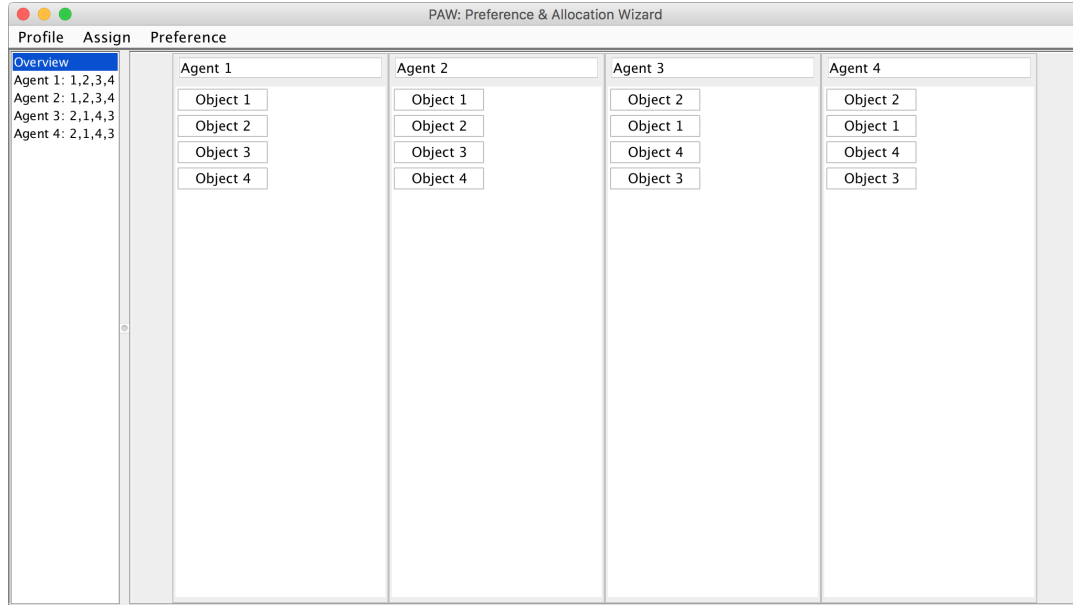 PAW: Preference & Allocation Wizard
Profile Assign Preference
Overview
Agent 1: 1,2,3,4
Agent 2: 1,2,3,4
Agent 3: 2,1,4,3
Agent 4: 2,1,4,3
Agent 1
Object 1
Object 2
Object 3
Object 4
Agent 2
Object 1
Object 2
Object 3
Object 4
Agent 3
Object 2
Object 1
Object 4
Object 3
Agent 4
Object 2
Object 1
Object 4
Object 3